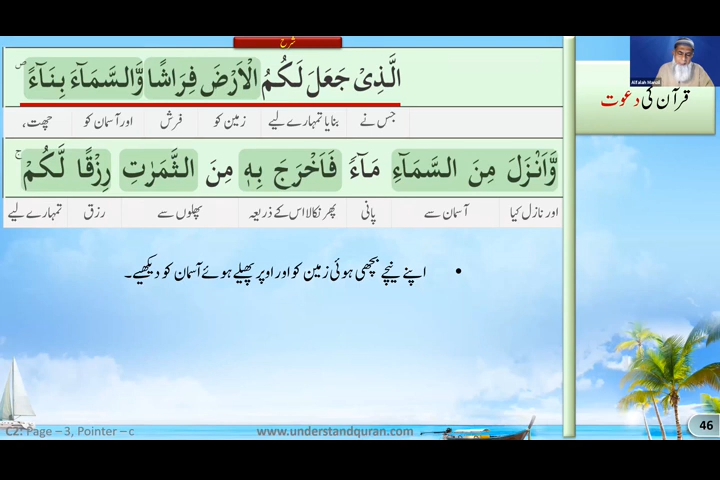 شرح
Alfalah Masjid
قرآن کی دعوت
الَّذِیْ جَعَلَ لَكُمُ الْاَرْضَ فِرَاشًا وَّالسَّمَآءَ بِنَآءً ۪
جس نے بنایا تمہارے لیے زمین کو فرش اور آسمان کو چھت،
وَّاَنْزَلَ مِنَ السَّمَآءِ مَآءً فَاَخْرَجَ بِهٖ مِنَ الثَّمَرٰتِ رِزْقًا لَّكُمْ ۚ
اور نازل کیا آسمان سے پانی پھر نکالا اس کے ذریعہ پھلوں سے رزق تمہارے لیے
• اپنے نیچے بچھی ہوئی زمین کو اور اوپر پھیلے ہوئے آسمان کو دیکھیے۔
C2: Page – 3, Pointer – c
www.understandquran.com
46